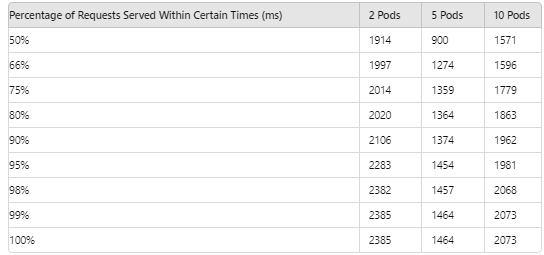 Percentage of Requests Served Within Certain Times (ms) 2 Pods 5 Pods 10 Pods
50% 1914 900 1571
66% 1997 1274 1596
75% 2014 1359 1779
80% 2020 1364 1863
90% 2106 1374 1962
95% 2283 1454 1981
98% 2382 1457 2068
99% 2385 1464 2073
100% 2385 1464 2073